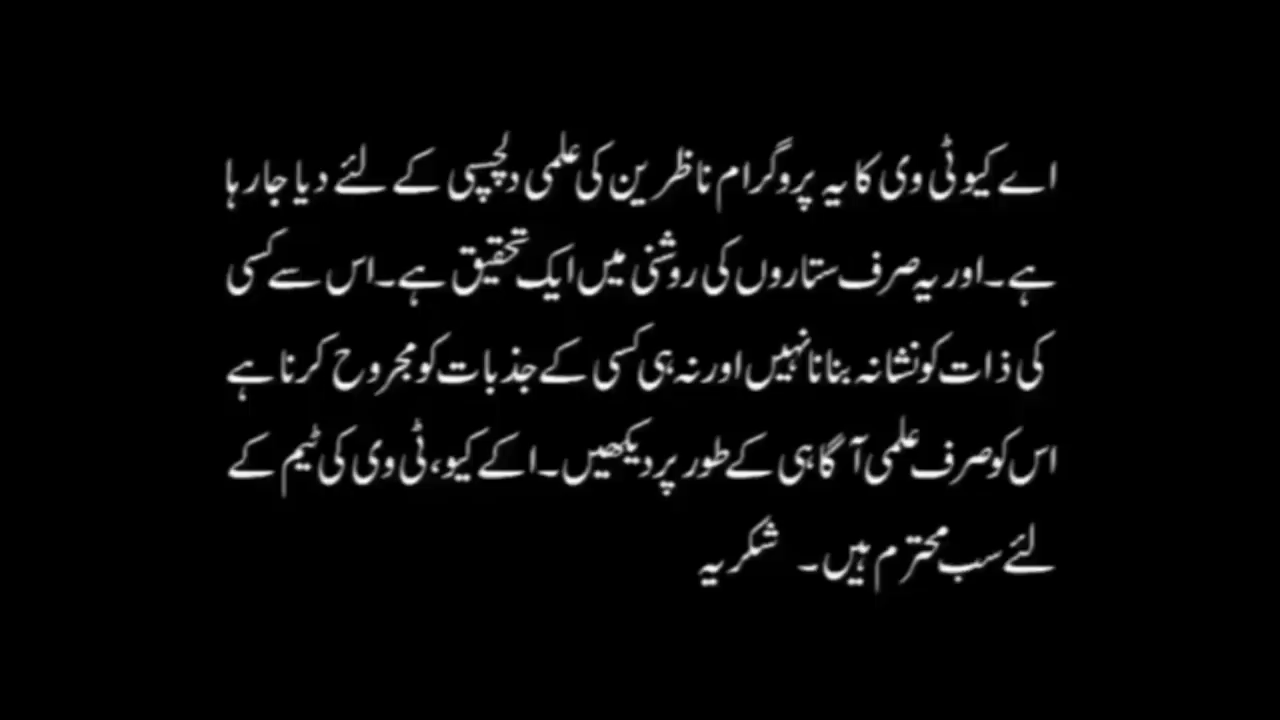 اے کیو ٹی وی کا یہ پروگرام ناظرین کی علمی دلچسپی کے لئے دیا جارہا
ہے۔ اور یہ صرف ستاروں کی روشنی میں ایک تحقیق ہے۔ اس سے کسی
کی ذات کو نشانہ بنانا نہیں اور نہ ہی کسی کے جذبات کو مجروح کرنا ہے
اس کو صرف علمی آگاہی کے طور پر دیکھیں۔ اکے کیو، ٹی وی کی ٹیم کے
لئے سب محترم ہیں۔ شکریہ